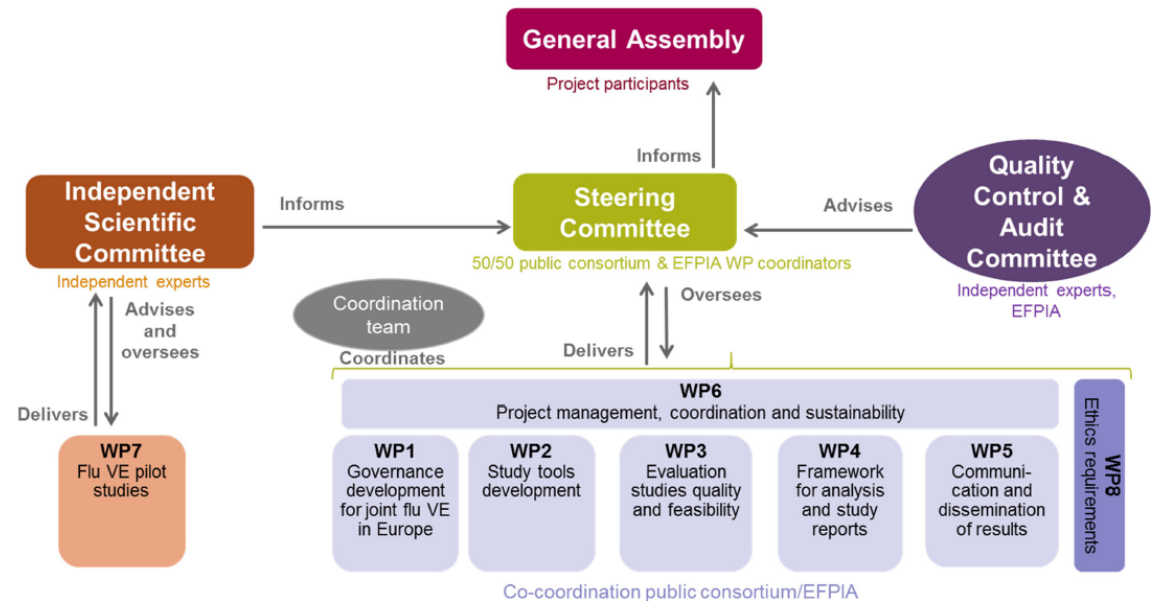 General Assembly
Project participants
Informs
Independent
Scientific
Committee
Independent experts
Informs
Steering
Committee
50/50 public consortium & EFPIA WP coordinators
Advises
Quality
Control &
Audit
Committee
Independent experts,
EFPIA
Advises
and
oversees
Delivers
Coordination
team
Coordinates
Delivers
Oversees
WP6
Project management, coordination and sustainability
WP7
Flu VE pilot
studies
WP1
Governance
development
for joint flu VE
in Europe
WP2
Study tools
development
WP3
Evaluation
studies quality
and feasibility
WP4
Framework
for analysis
and study
reports
WP5
Communi-
cation and
dissemination
of results
WP8
Ethics requirements
Co-coordination public consortium/EFPIA